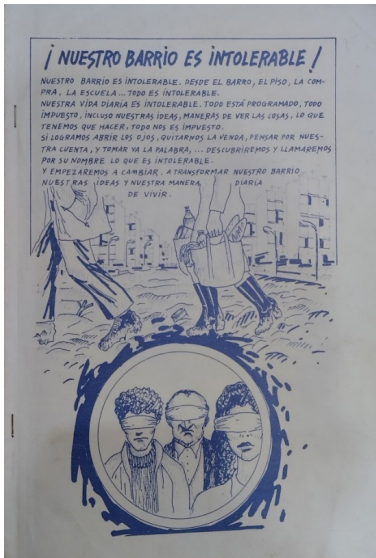 ¡ NUESTRO BARRIO ES INTOLERABLE !
NUESTRO BARRIO ES INTOLERABLE. DESDE EL BARRO, EL PISO, LA COM-
PRA, LA ESCUELA... TODO ES INTOLERABLE.
NUESTRA VIDA DIARIA ES INTOLERABLE. TODO ESTÁ PROGRAMADO, TODO
IMPUESTO, INCLUSO NUESTRAS IDEAS, MANERAS DE VER LAS COSAS, LO QUE
TENEMOS QUE HACER, TODO NOS ES IMPUESTO.
SI LOGRAMOS ABRIR LOS OJOS, QUITARNOS LA VENDA, PENSAR POR NUES-
TRA CUENTA, Y TOMAR YA LA PALABRA, ... DESCUBRIREMOS Y LLAMAREMOS
POR SU NOMBRE LO QUE ES INTOLERABLE.
Y EMPEZAREMOS A CAMBIAR. A TRANSFORMAR NUESTRO BARRIO
NUESTRAS IDEAS Y NUESTRA MANERA DIARIA
DE VIVIR.